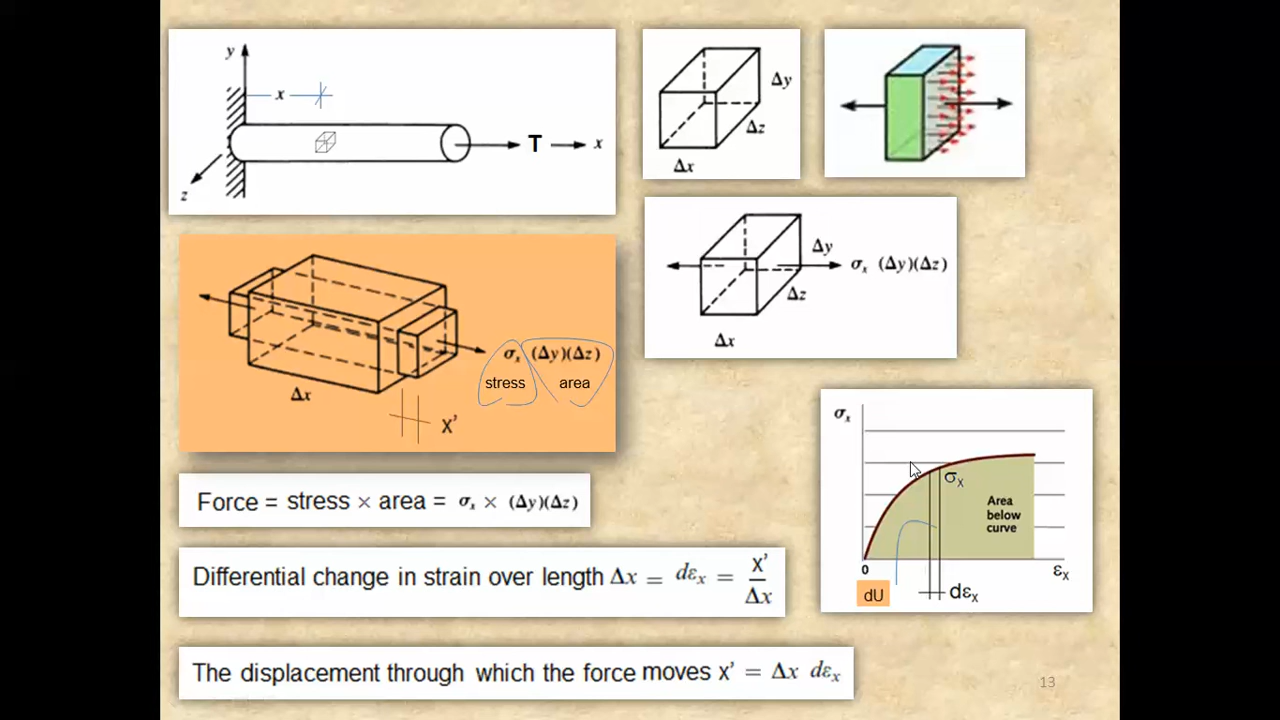 y
x
T
x
z
Δy
Δz
Δx
Δy
σx (Δy)(Δz)
Δz
Δx
σx (Δy)(Δz)
stress area
Δx
x'
Force = stress × area = σx × (Δy)(Δz)
Differential change in strain over length Δx = dεx = x' / Δx
The displacement through which the force moves x' = Δx dεx
σx
σx
Area
below
curve
0
εx
dU
dεx
13